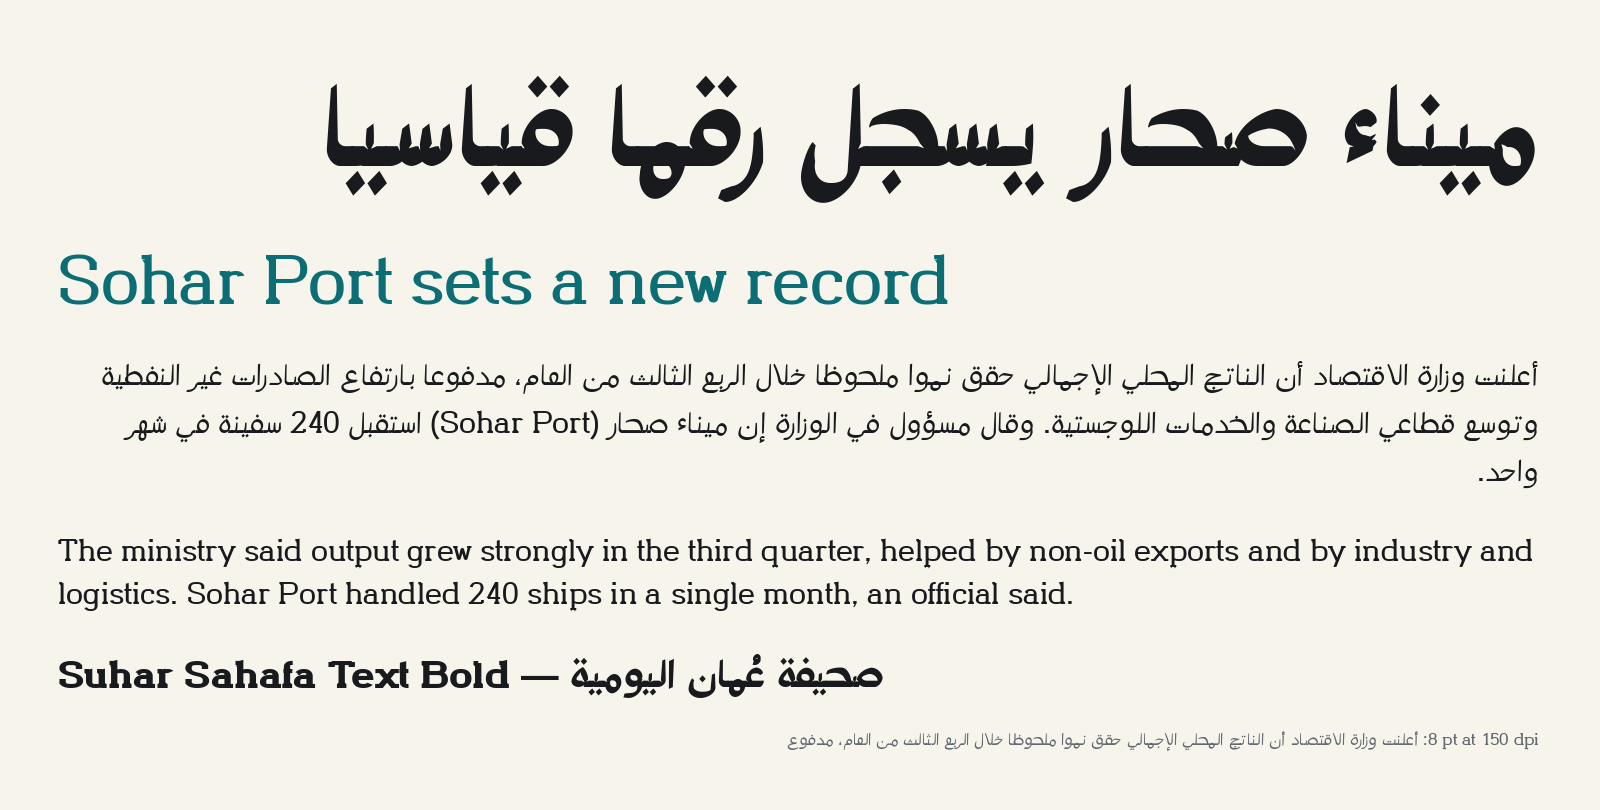 ميناء صحار يسجل رقما قياسيا
Sohar Port sets a new record
أعلنت وزارة الاقتصاد أن الناتج المحلي الإجمالي حقق نموا ملحوظا خلال الربع الثالث من العام، مدفوعا بارتفاع الصادرات غير النفطية
وتوسع قطاعي الصناعة والخدمات اللوجستية. وقال مسؤول في الوزارة إن ميناء صحار (Sohar Port) استقبل 240 سفينة في شهر
واحد.
The ministry said output grew strongly in the third quarter, helped by non-oil exports and by industry and
logistics. Sohar Port handled 240 ships in a single month, an official said.
Suhar Sahafa Text Bold — صحيفة عُمان اليومية
8 pt at 150 dpi: أعلنت وزارة الاقتصاد أن الناتج المحلي الإجمالي حقق نموا ملحوظا خلال الربع الثالث من العام، مدفوع